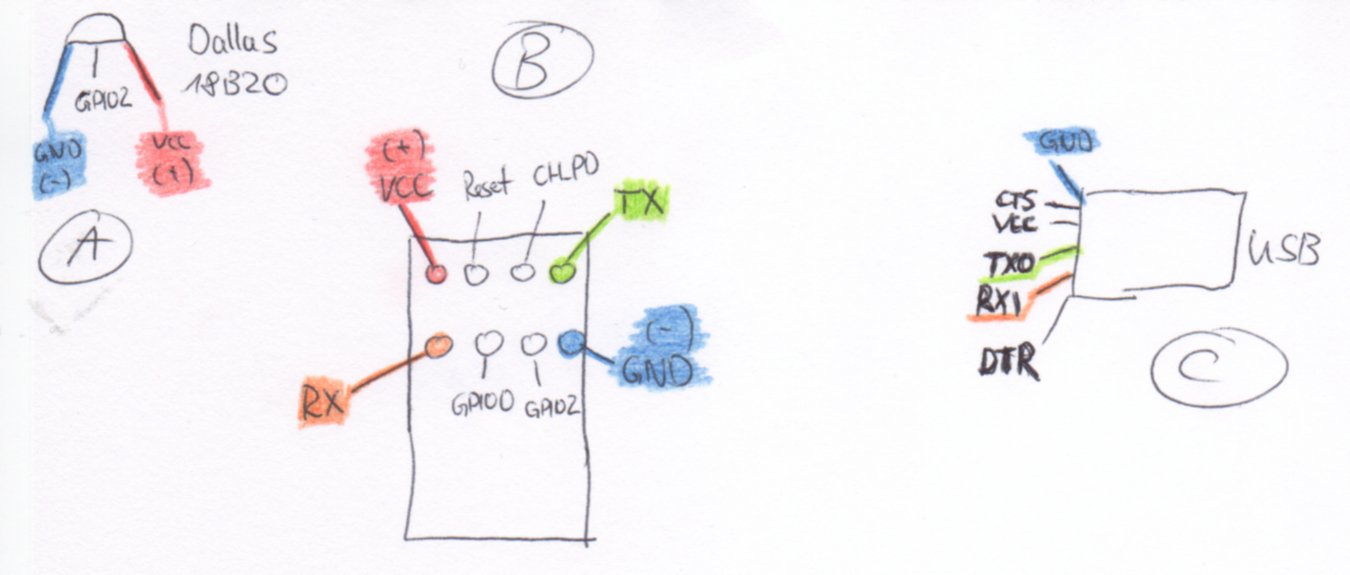 Dallas
18B20
GPIO2
GND
(-)
VCC
(+)
A
B
(+)
VCC
Reset
CH_PD
TX
RX
GPIO0
GPIO2
(-)
GND
GND
CTS
VCC
TXO
RXI
DTR
USB
C